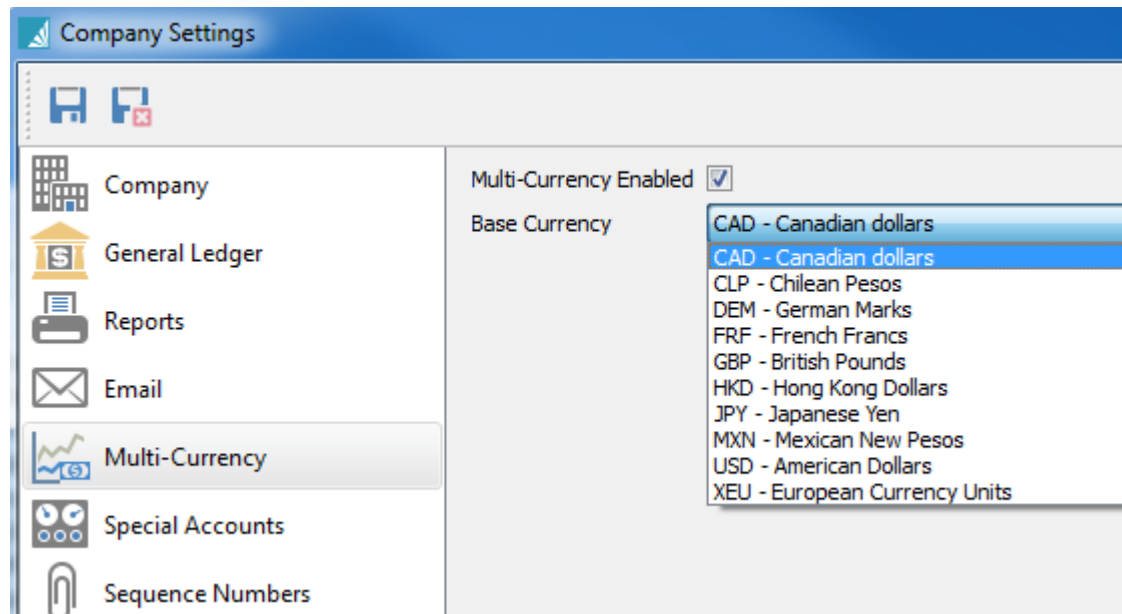 Company Settings
Company
General Ledger
Reports
Email
Multi-Currency
Special Accounts
Sequence Numbers
Multi-Currency Enabled
Base Currency
CAD - Canadian dollars
CAD - Canadian dollars
CLP - Chilean Pesos
DEM - German Marks
FRF - French Francs
GBP - British Pounds
HKD - Hong Kong Dollars
JPY - Japanese Yen
MXN - Mexican New Pesos
USD - American Dollars
XEU - European Currency Units